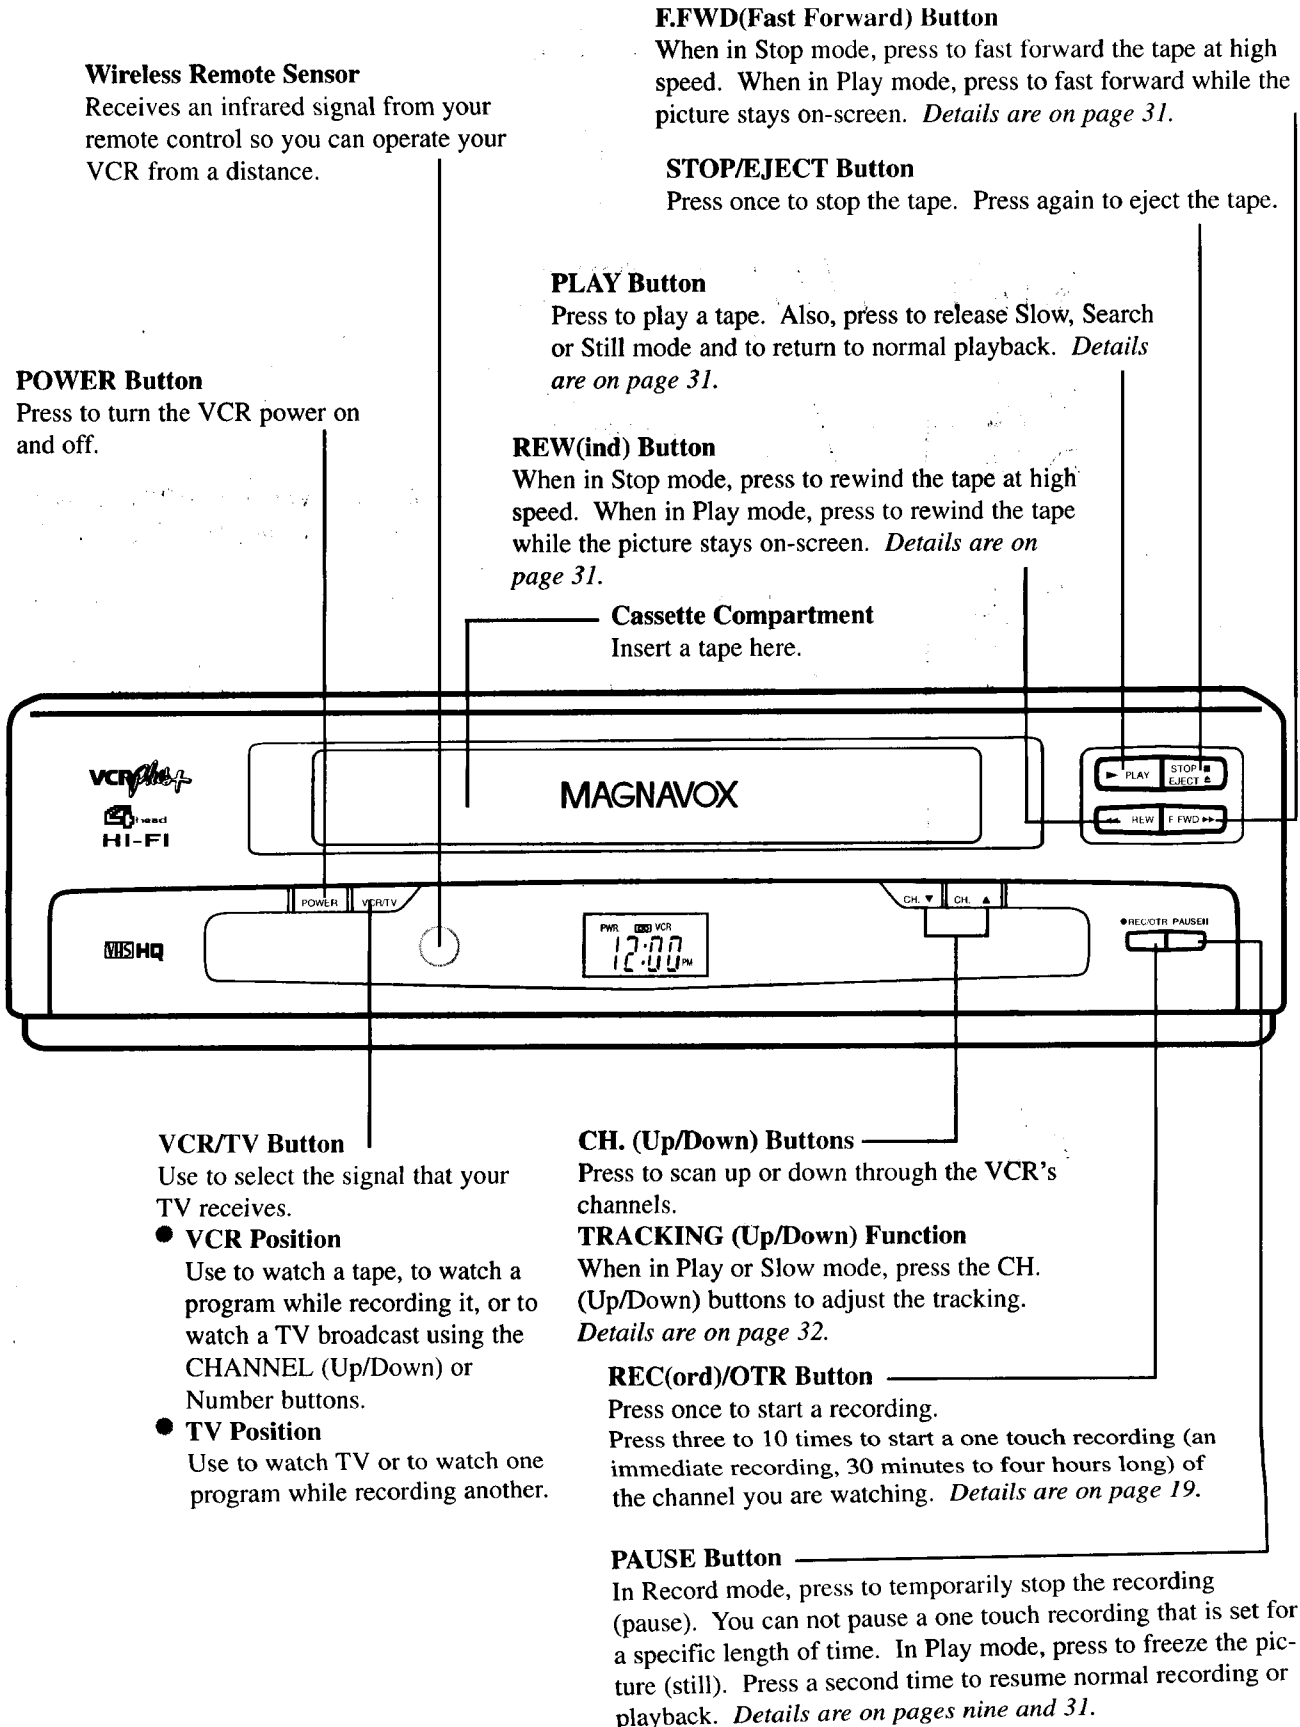 F.FWD(Fast Forward) Button
When in Stop mode, press to fast forward the tape at high
speed. When in Play mode, press to fast forward while the
picture stays on-screen. Details are on page 31.
Wireless Remote Sensor
Receives an infrared signal from your
remote control so you can operate your
VCR from a distance.
STOP/EJECT Button
Press once to stop the tape. Press again to eject the tape.
PLAY Button
Press to play a tape. Also, press to release Slow, Search
or Still mode and to return to normal playback. Details
are on page 31.
POWER Button
Press to turn the VCR power on
and off.
REW(ind) Button
When in Stop mode, press to rewind the tape at high
speed. When in Play mode, press to rewind the tape
while the picture stays on-screen. Details are on
page 31.
Cassette Compartment
Insert a tape here.
VCR Plus+
4 head
HI-FI
MAGNAVOX
► PLAY
STOP ■
EJECT ⏏
◄◄ REW
F FWD ►►
POWER
VCR/TV
CH. ▼
CH. ▲
VHS HQ
PWR VCR
12:00 PM
●REC/OTR PAUSE II
VCR/TV Button
Use to select the signal that your
TV receives.
● VCR Position
Use to watch a tape, to watch a
program while recording it, or to
watch a TV broadcast using the
CHANNEL (Up/Down) or
Number buttons.
● TV Position
Use to watch TV or to watch one
program while recording another.
CH. (Up/Down) Buttons
Press to scan up or down through the VCR's
channels.
TRACKING (Up/Down) Function
When in Play or Slow mode, press the CH.
(Up/Down) buttons to adjust the tracking.
Details are on page 32.
REC(ord)/OTR Button
Press once to start a recording.
Press three to 10 times to start a one touch recording (an
immediate recording, 30 minutes to four hours long) of
the channel you are watching. Details are on page 19.
PAUSE Button
In Record mode, press to temporarily stop the recording
(pause). You can not pause a one touch recording that is set for
a specific length of time. In Play mode, press to freeze the pic-
ture (still). Press a second time to resume normal recording or
playback. Details are on pages nine and 31.